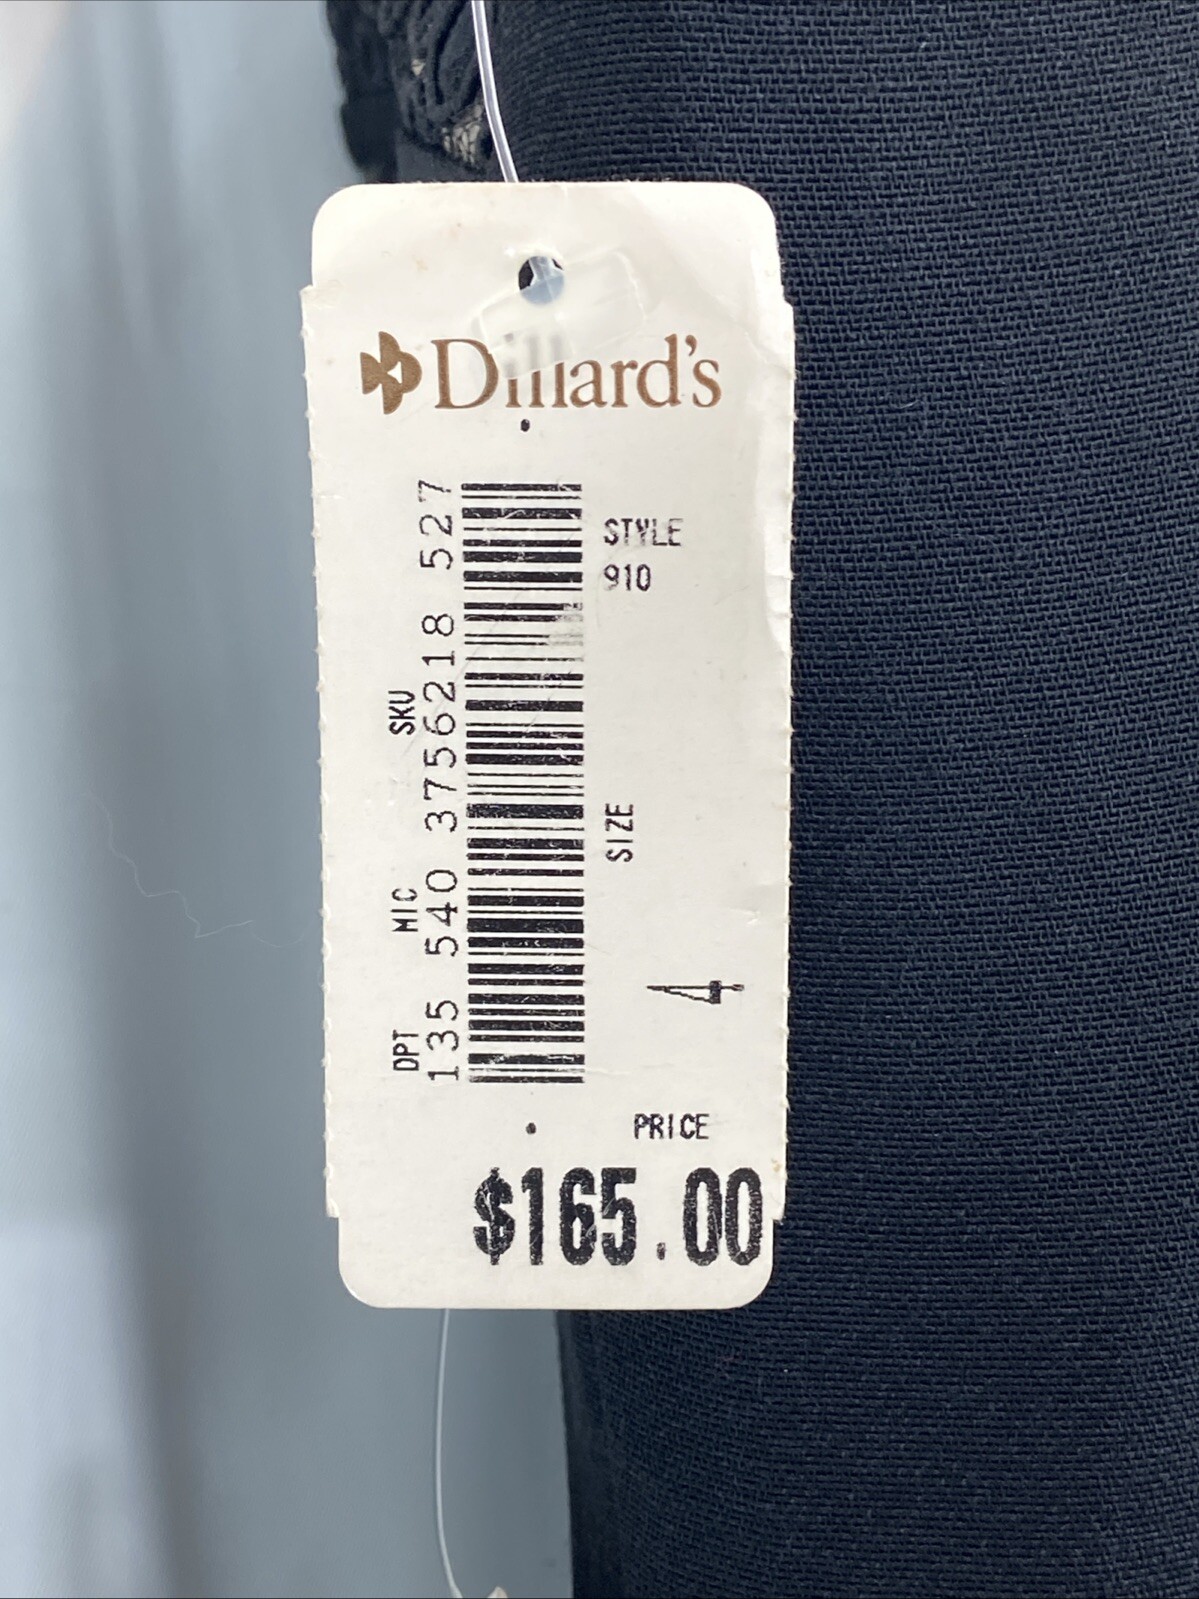 Dillard's
STYLE
910
DPT MIC SKU
135 540 3756218 527
SIZE
4
PRICE
$165.00